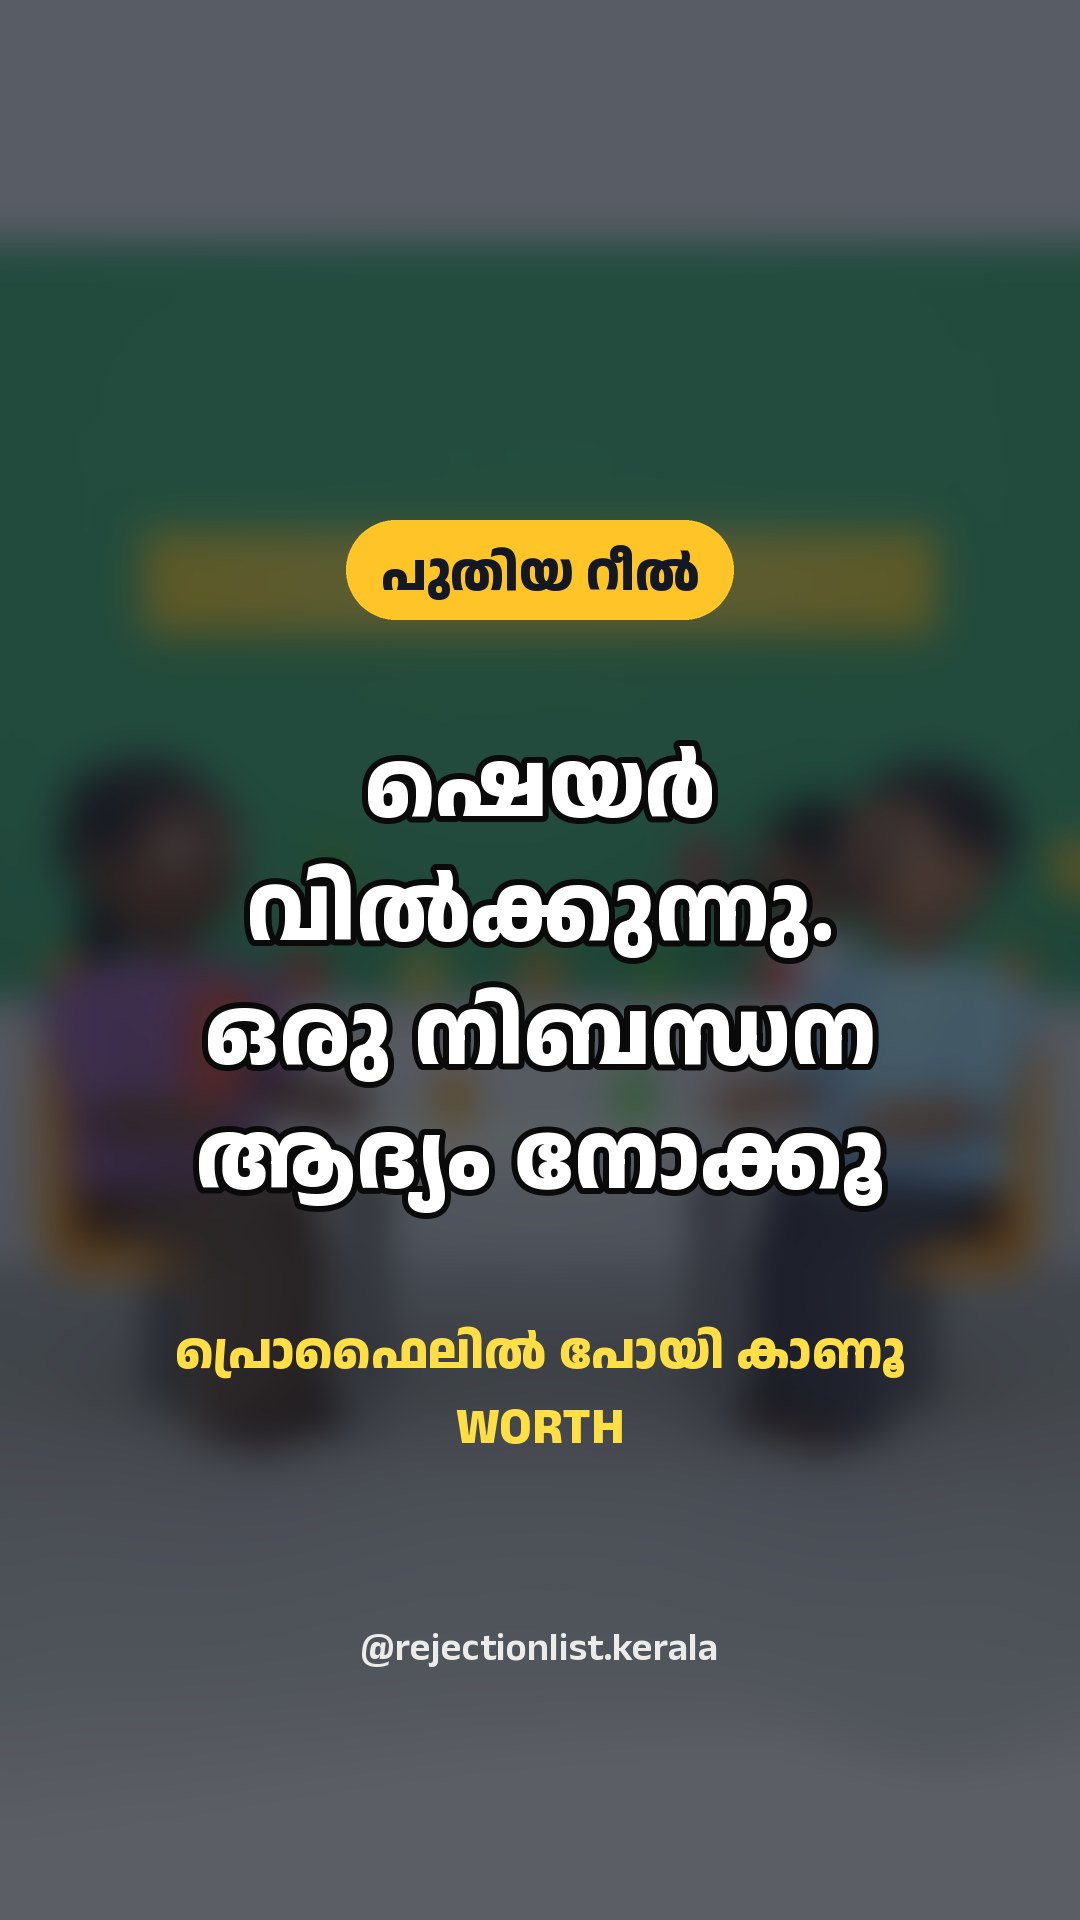 പുതിയ റീൽ
ഷെയർ
വിൽക്കുന്നു.
ഒരു നിബന്ധന
ആദ്യം നോക്കൂ
പ്രൊഫൈലിൽ പോയി കാണൂ
WORTH
@rejectionlist.kerala